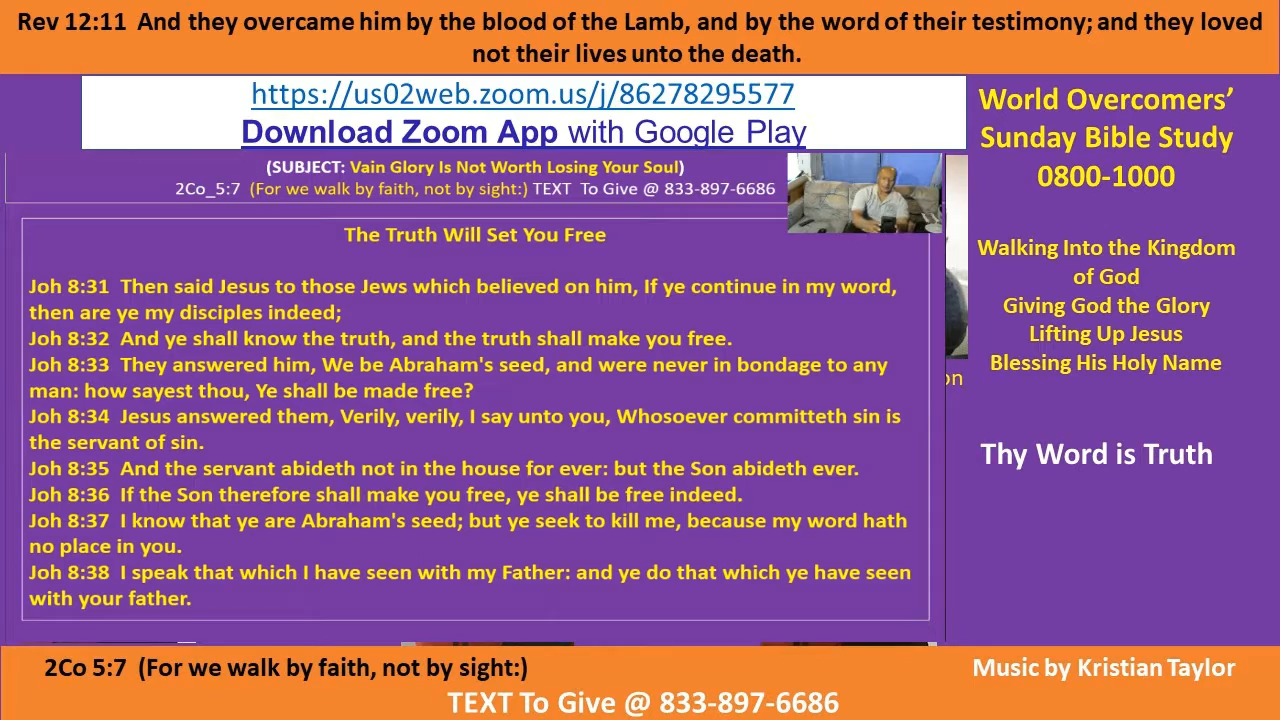 Rev 12:11 And they overcame him by the blood of the Lamb, and by the word of their testimony; and they loved
not their lives unto the death.
https://us02web.zoom.us/j/86278295577
Download Zoom App with Google Play
(SUBJECT: Vain Glory Is Not Worth Losing Your Soul)
2Co_5:7 (For we walk by faith, not by sight:) TEXT To Give @ 833-897-6686
The Truth Will Set You Free
Joh 8:31 Then said Jesus to those Jews which believed on him, If ye continue in my word,
then are ye my disciples indeed;
Joh 8:32 And ye shall know the truth, and the truth shall make you free.
Joh 8:33 They answered him, We be Abraham's seed, and were never in bondage to any
man: how sayest thou, Ye shall be made free?
Joh 8:34 Jesus answered them, Verily, verily, I say unto you, Whosoever committeth sin is
the servant of sin.
Joh 8:35 And the servant abideth not in the house for ever: but the Son abideth ever.
Joh 8:36 If the Son therefore shall make you free, ye shall be free indeed.
Joh 8:37 I know that ye are Abraham's seed; but ye seek to kill me, because my word hath
no place in you.
Joh 8:38 I speak that which I have seen with my Father: and ye do that which ye have seen
with your father.
World Overcomers’
Sunday Bible Study
0800-1000
Walking Into the Kingdom
of God
Giving God the Glory
Lifting Up Jesus
Blessing His Holy Name
on
Thy Word is Truth
2Co 5:7 (For we walk by faith, not by sight:)
Music by Kristian Taylor
TEXT To Give @ 833-897-6686